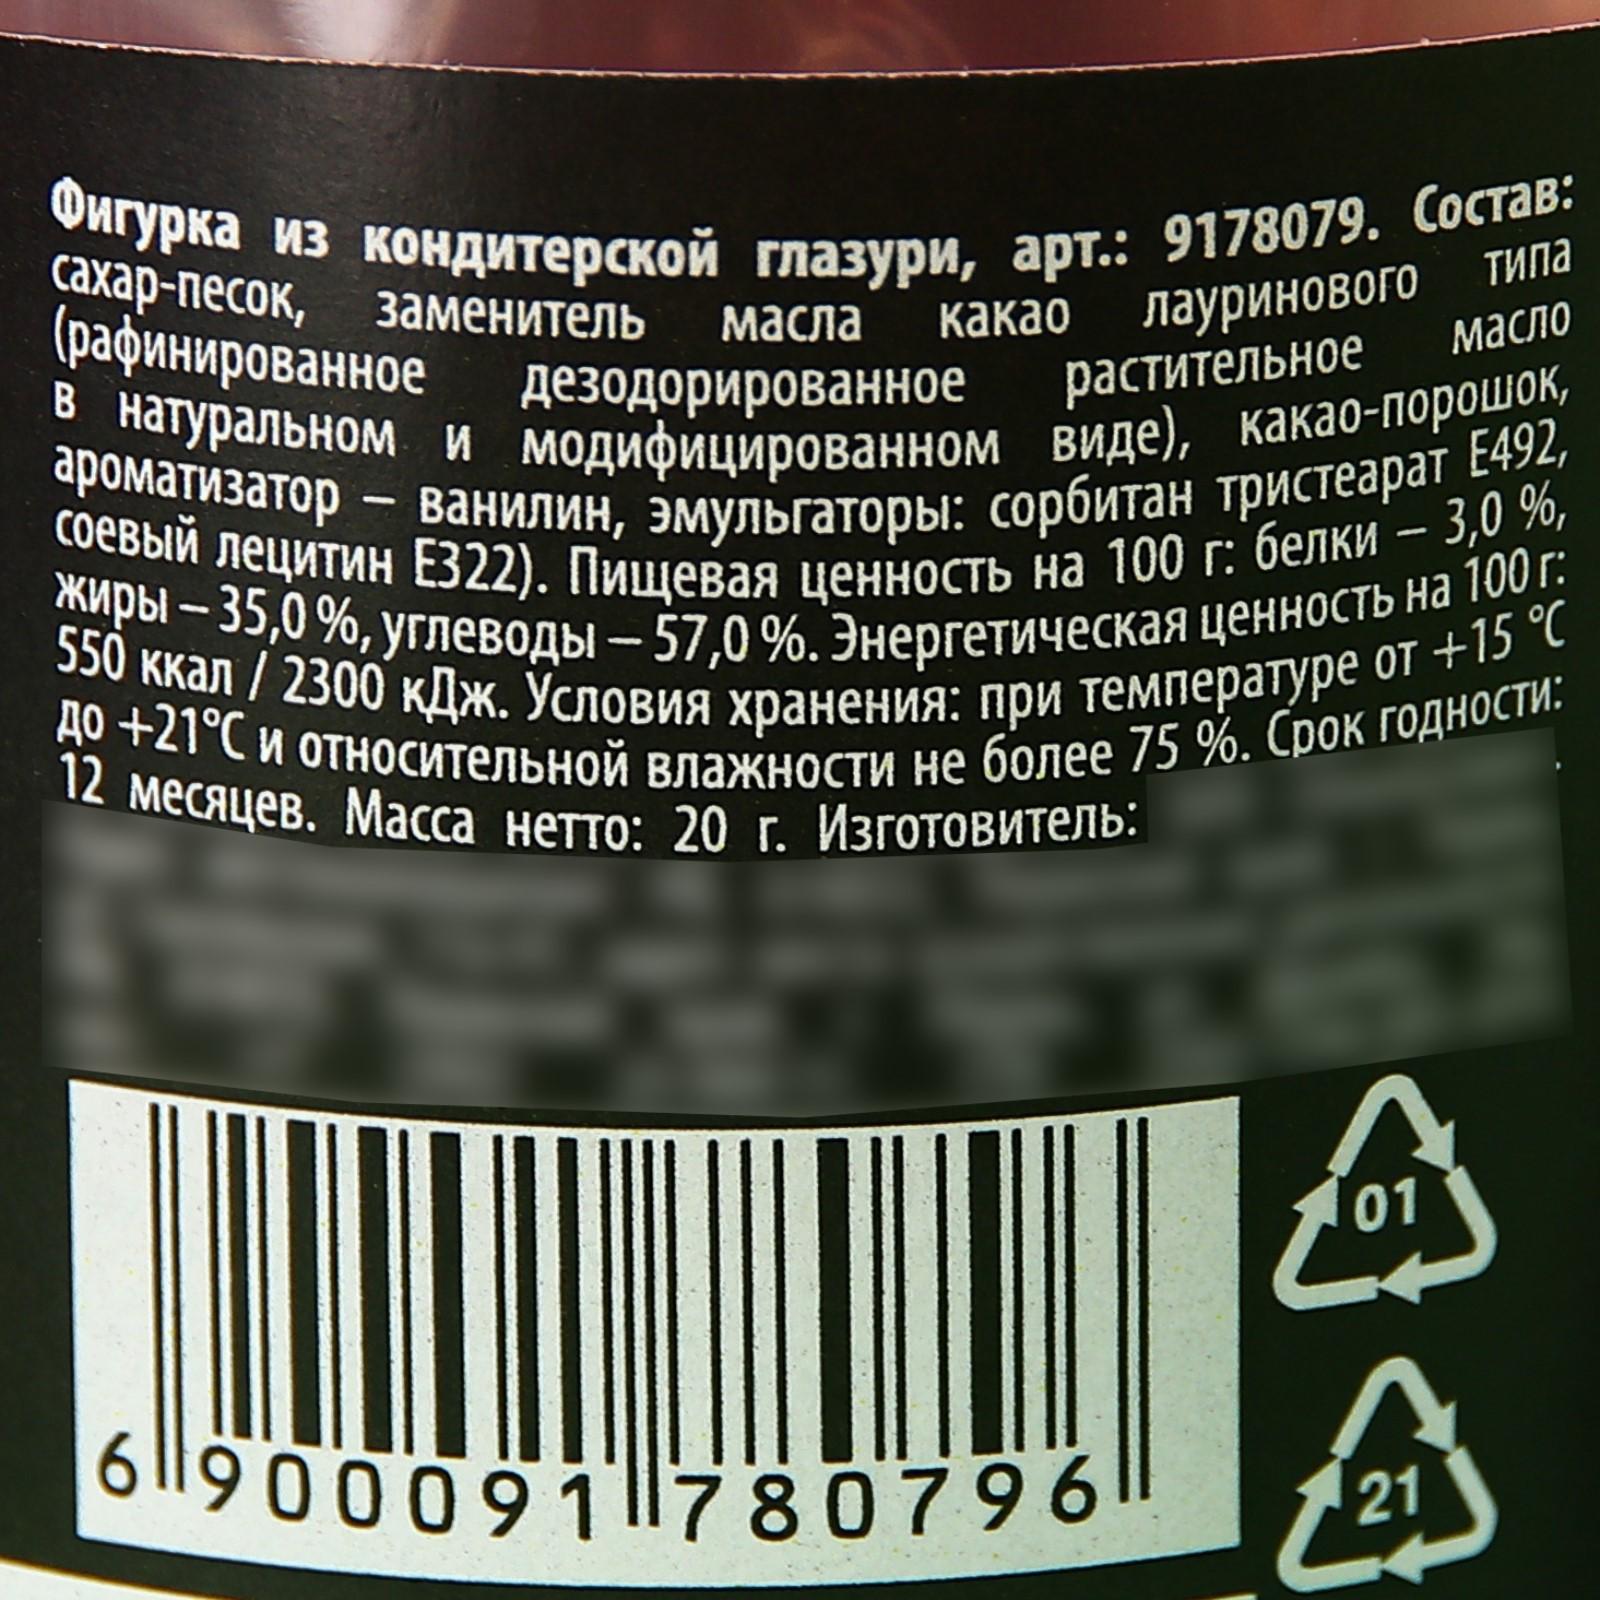 Фигурка из кондитерской глазури, арт.: 9178079. Состав:
сахар-песок, заменитель масла какао лауринового типа
(рафинированное дезодорированное растительное масло
в натуральном и модифицированном виде), какао-порошок,
ароматизатор – ванилин, эмульгаторы: сорбитан тристеарат Е492,
соевый лецитин Е322). Пищевая ценность на 100 г: белки – 3,0 %,
жиры – 35,0 %, углеводы – 57,0 %. Энергетическая ценность на 100 г:
550 ккал / 2300 кДж. Условия хранения: при температуре от +15 °C
до +21°C и относительной влажности не более 75 %. Срок годности:
12 месяцев. Масса нетто: 20 г. Изготовитель:
01
21
6 900091 780796